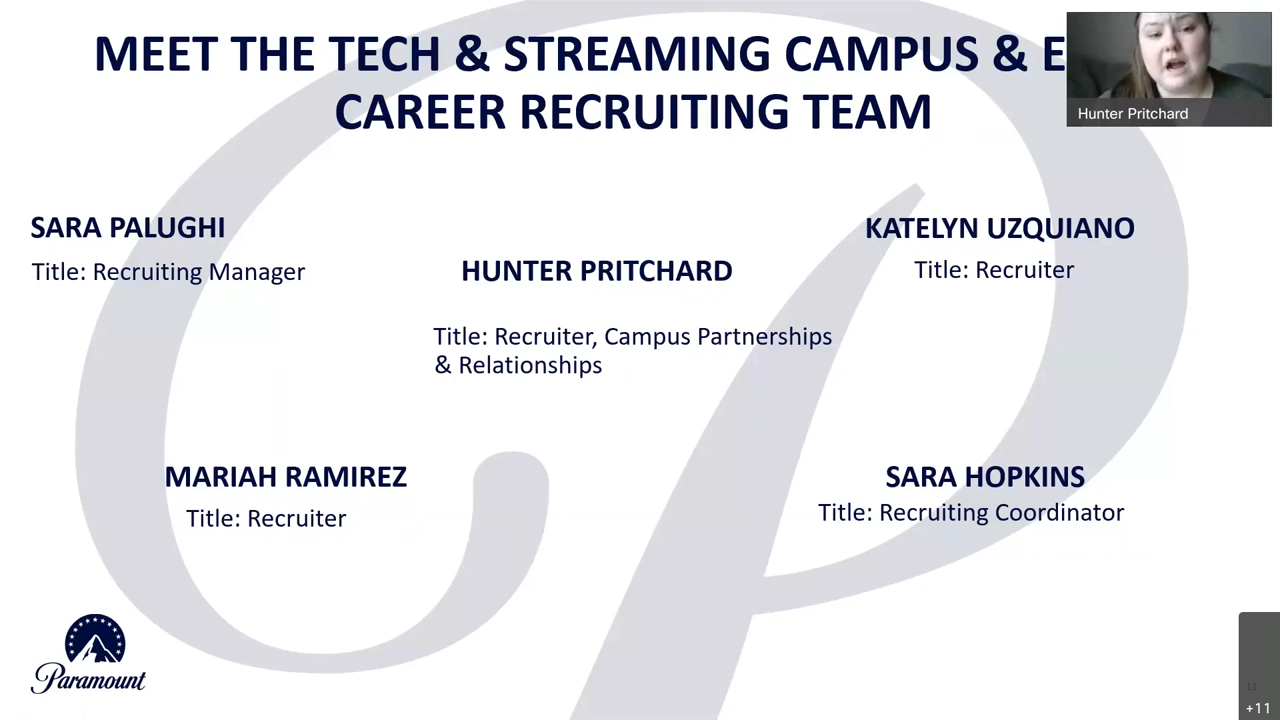 MEET THE TECH & STREAMING CAMPUS & E
CAREER RECRUITING TEAM
Hunter Pritchard
SARA PALUGHI
Title: Recruiting Manager
HUNTER PRITCHARD
Title: Recruiter, Campus Partnerships
& Relationships
KATELYN UZQUIANO
Title: Recruiter
MARIAH RAMIREZ
Title: Recruiter
SARA HOPKINS
Title: Recruiting Coordinator
Paramount
11
+11